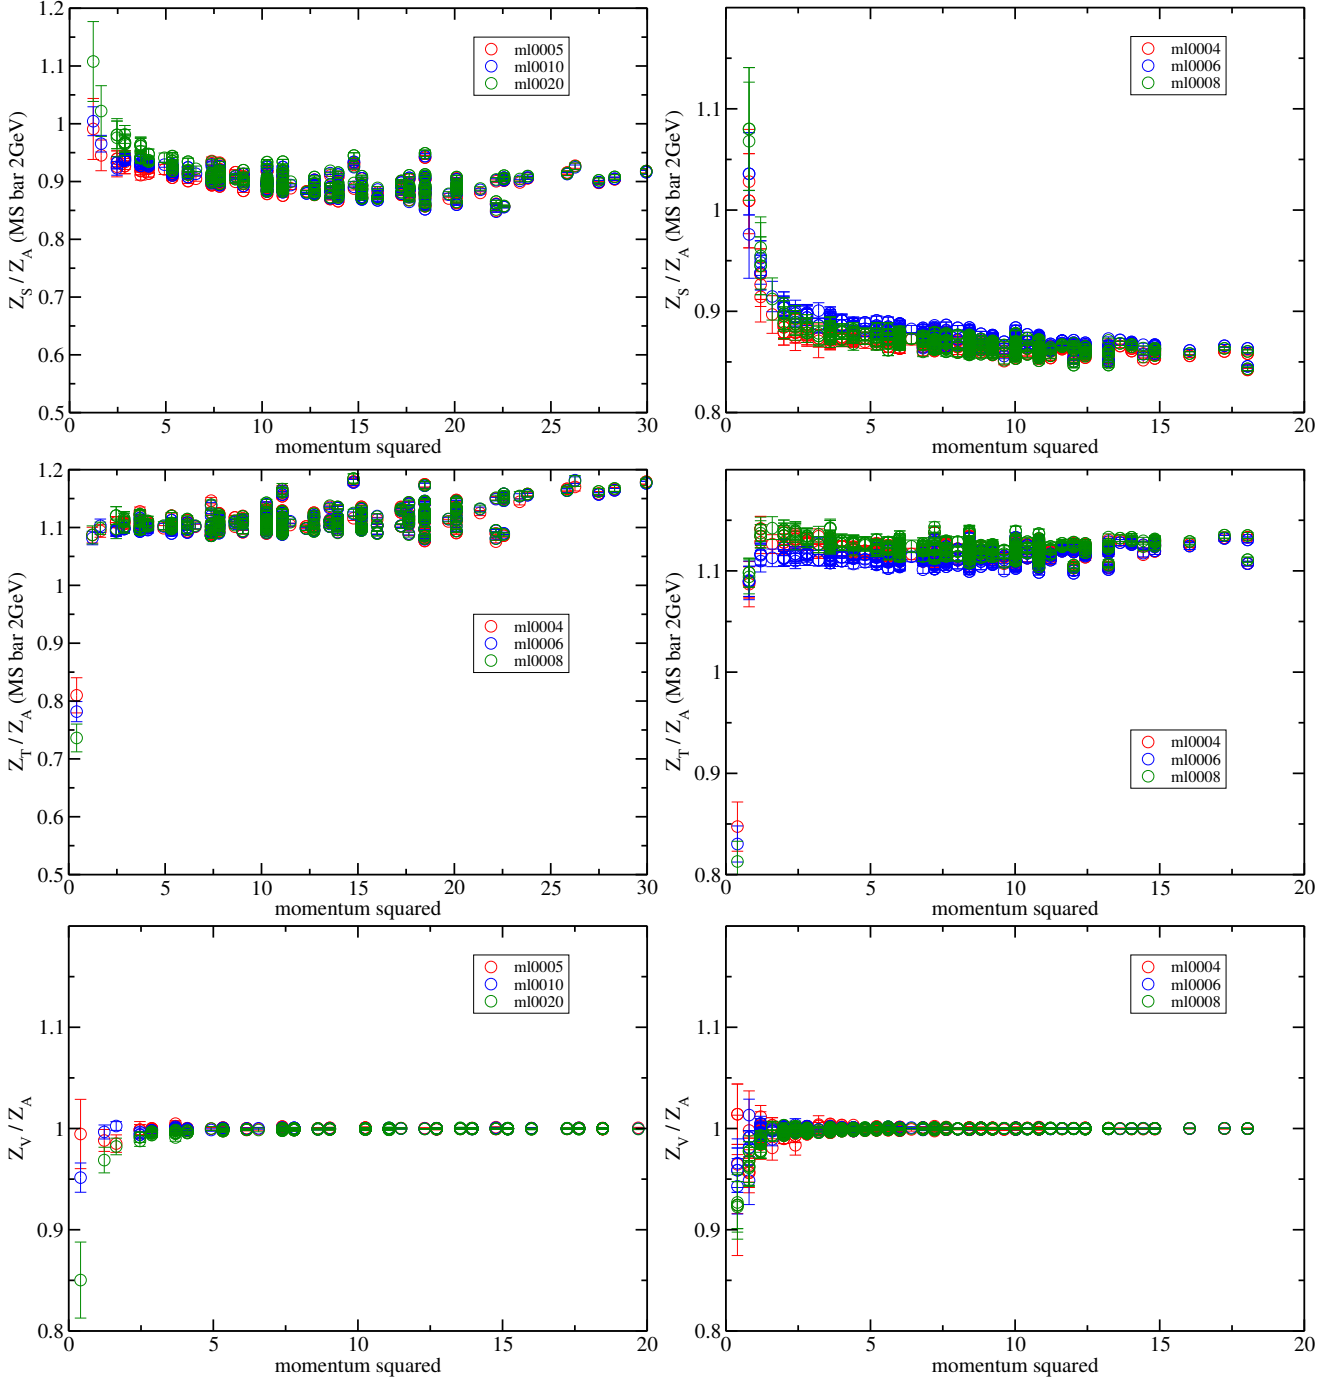 1.2
1.1
1
0.9
0.8
0.7
0.6
0.5
Z_S / Z_A (MS bar 2GeV)
ml0005
ml0010
ml0020
0 5 10 15 20 25 30
momentum squared
1.1
1
0.9
0.8
Z_S / Z_A (MS bar 2GeV)
ml0004
ml0006
ml0008
0 5 10 15 20
momentum squared
1.2
1.1
1
0.9
0.8
0.7
0.6
0.5
Z_T / Z_A (MS bar 2GeV)
ml0004
ml0006
ml0008
0 5 10 15 20 25 30
momentum squared
1.1
1
0.9
0.8
Z_T / Z_A (MS bar 2GeV)
ml0004
ml0006
ml0008
0 5 10 15 20
momentum squared
1.1
1
0.9
0.8
Z_V / Z_A
ml0005
ml0010
ml0020
0 5 10 15 20
momentum squared
1.1
1
0.9
0.8
Z_V / Z_A
ml0004
ml0006
ml0008
0 5 10 15 20
momentum squared